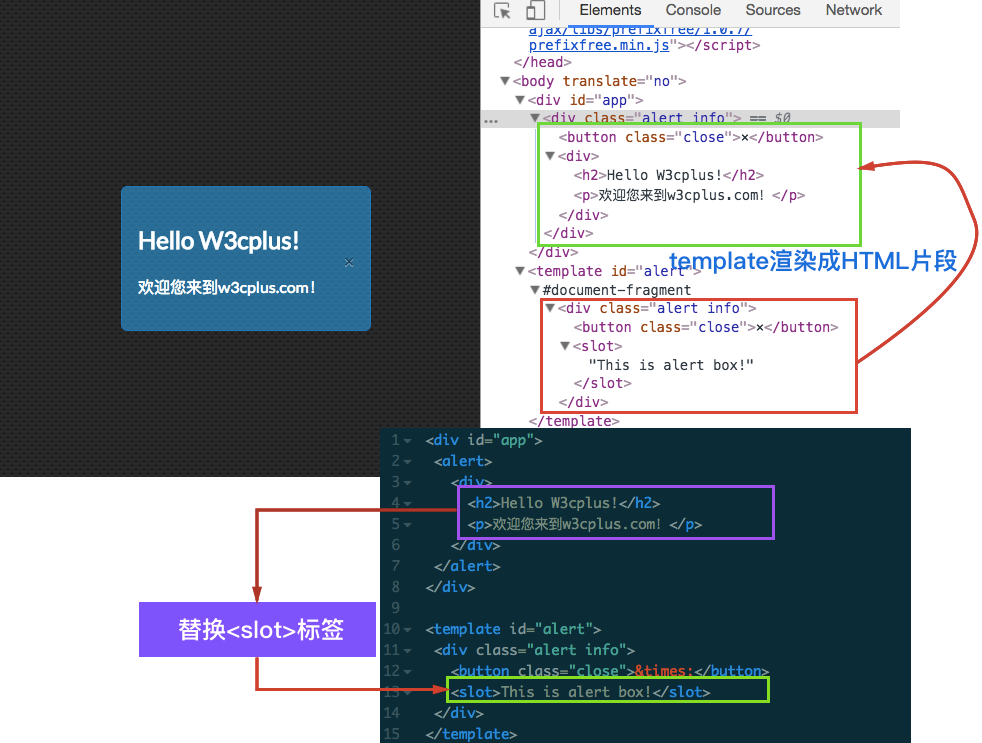 Elements Console Sources Network
ajax/libs/prefixfree/1.0.7/
prefixfree.min.js"></script>
</head>
▼<body translate="no">
▼<div id="app">
... ▼<div class="alert info"> == $0
<button class="close">×</button>
▼<div>
<h2>Hello W3cplus!</h2>
<p>欢迎您来到w3cplus.com! </p>
</div>
</div>
</div>
template渲染成HTML片段
▼<template id="alert">
▼#document-fragment
▼<div class="alert info">
<button class="close">×</button>
▼<slot>
"This is alert box!"
</slot>
</div>
</template>
Hello W3cplus!
×
欢迎您来到w3cplus.com!
1 <div id="app">
2 <alert>
3 <div>
4 <h2>Hello W3cplus!</h2>
5 <p>欢迎您来到w3cplus.com! </p>
6 </div>
7 </alert>
8 </div>
9
10 <template id="alert">
11 <div class="alert info">
12 <button class="close">&times;</button>
13 <slot>This is alert box!</slot>
14 </div>
15 </template>
替换<slot>标签